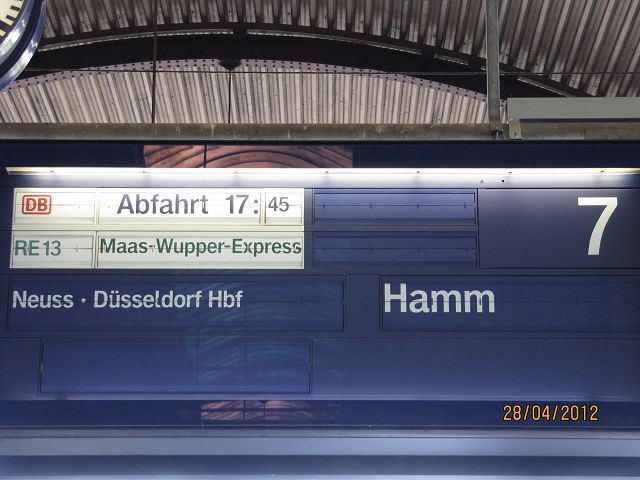 DB Abfahrt 17:45
7
RE13 Maas-Wupper-Express
Neuss · Düsseldorf Hbf
Hamm
28/04/2012